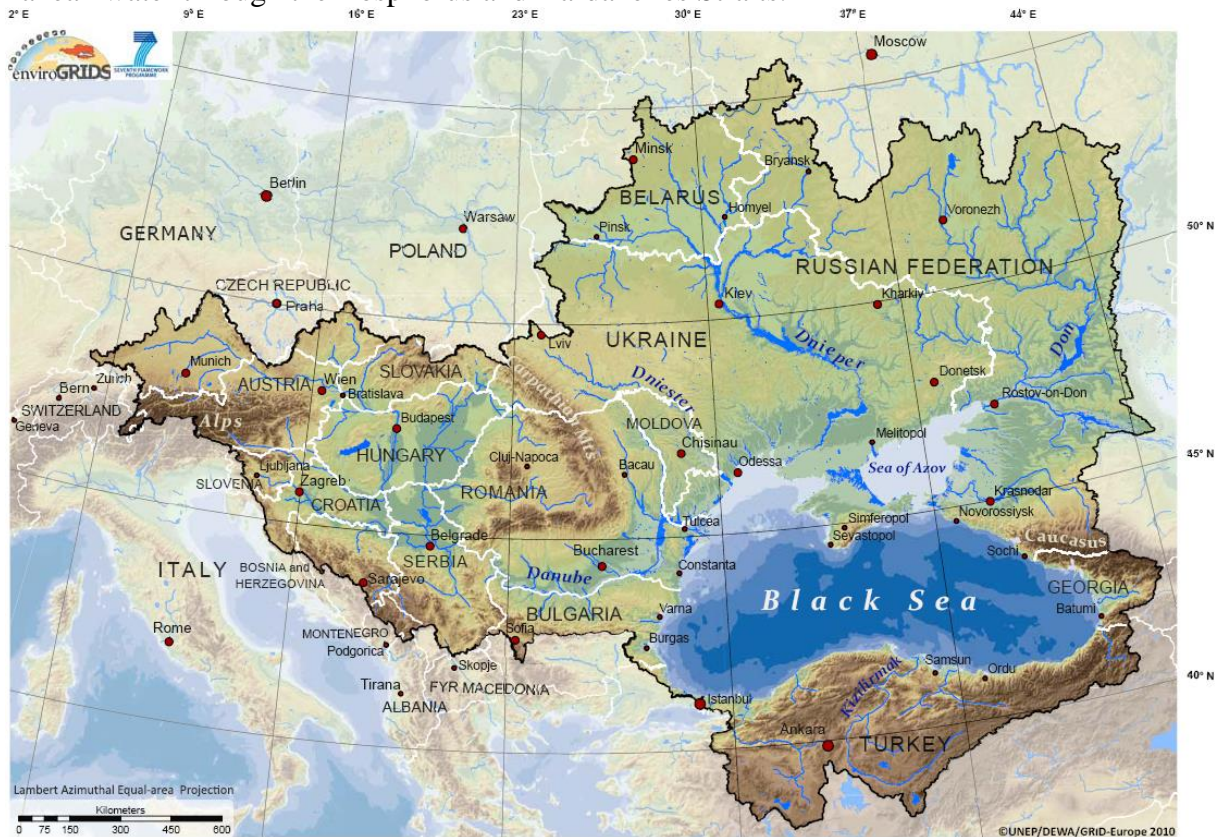 2° E 9° E 16° E 23° E 30° E 37° E 44° E
enviroGRIDS
SEVENTH FRAMEWORK
PROGRAMME
Moscow
Minsk
Bryansk
Berlin
BELARUS
Homyel
Voronezh
Warsaw
GERMANY
Pinsk
50° N
POLAND
RUSSIAN FEDERATION
CZECH REPUBLIC
Praha
Kiev
Kharkiv
Lviv
UKRAINE
Dnieper
Don
Munich
SLOVAKIA
Carpathian Mts
Zurich
Bern
AUSTRIA
Wien
Bratislava
Dniester
Donetsk
Rostov-on-Don
SWITZERLAND
Geneva
Alps
Budapest
MOLDOVA
Chisinau
Melitopol
HUNGARY
Cluj-Napoca
Bacau
Odessa
45° N
Ljubljana
SLOVENIA
Sea of Azov
Zagreb
CROATIA
ROMANIA
Krasnodar
Novorossiysk
Tulcea
Simferopol
Sevastopol
Belgrade
SERBIA
Bucharest
Caucasus
Sochi
ITALY
BOSNIA and
HERZEGOVINA
Sarajevo
Danube
Constanta
GEORGIA
Batumi
Black Sea
BULGARIA
Varna
Rome
MONTENEGRO
Podgorica
Sofia
Burgas
Skopje
Samsun
Ordu
40° N
Tirana
FYR MACEDONIA
ALBANIA
Kizilirmak
Istanbul
Ankara
TURKEY
Lambert Azimuthal Equal-area Projection
Kilometers
0 75 150 300 450 600
©UNEP/DEWA/GRID-Europe 2010